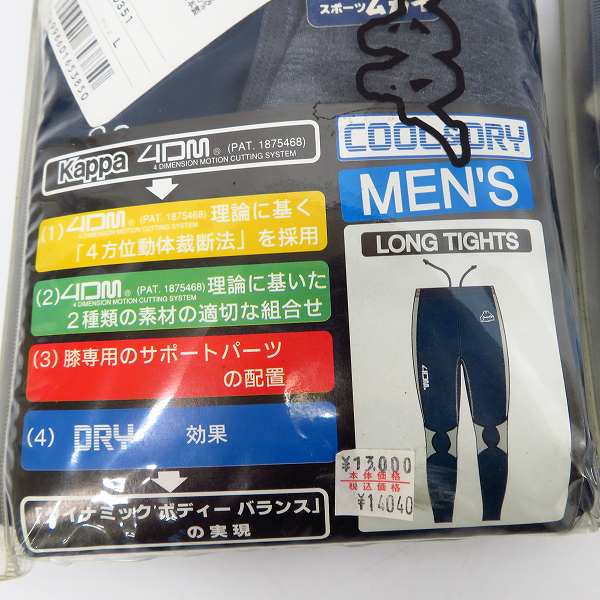 L
スポーツ
Kappa 4DM® (PAT. 1875468)
4 DIMENSION MOTION CUTTING SYSTEM
(1) 4DM® (PAT. 1875468) 理論に基く
4 DIMENSION MOTION CUTTING SYSTEM
「4方位動体裁断法」を採用
(2) 4DM® (PAT. 1875468) 理論に基いた
4 DIMENSION MOTION CUTTING SYSTEM
2種類の素材の適切な組合せ
(3) 膝専用のサポートパーツ
の配置
(4) DRY 効果
『ダイナミック ボディー バランス』
の実現
COOL&DRY
MEN'S
LONG TIGHTS
¥13,000
本体価格
税込価格
¥14040